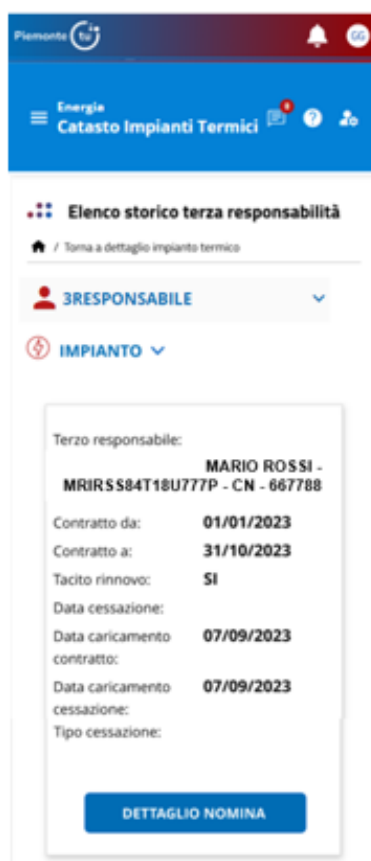 Piemonte tu
GG
Energia
Catasto Impianti Termici
?
Elenco storico terza responsabilità
/ Torna a dettaglio impianto termico
3RESPONSABILE
IMPIANTO
Terzo responsabile:
MARIO ROSSI -
MRIRSS84T18U777P - CN - 667788
Contratto da: 01/01/2023
Contratto a: 31/10/2023
Tacito rinnovo: SI
Data cessazione:
Data caricamento 07/09/2023
contratto:
Data caricamento 07/09/2023
cessazione:
Tipo cessazione:
DETTAGLIO NOMINA